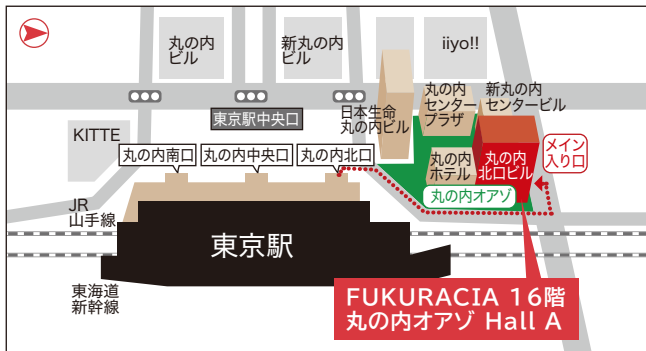 丸の内
ビル
新丸の内
ビル
iiyo!!
丸の内
センター
プラザ
新丸の内
センタービル
日本生命
丸の内ビル
東京駅中央口
KITTE
丸の内南口
丸の内中央口
丸の内北口
丸の内
ホテル
丸の内
北口ビル
メイン
入り口
丸の内オアゾ
JR
山手線
東京駅
東海道
新幹線
FUKURACIA 16階
丸の内オアゾ Hall A